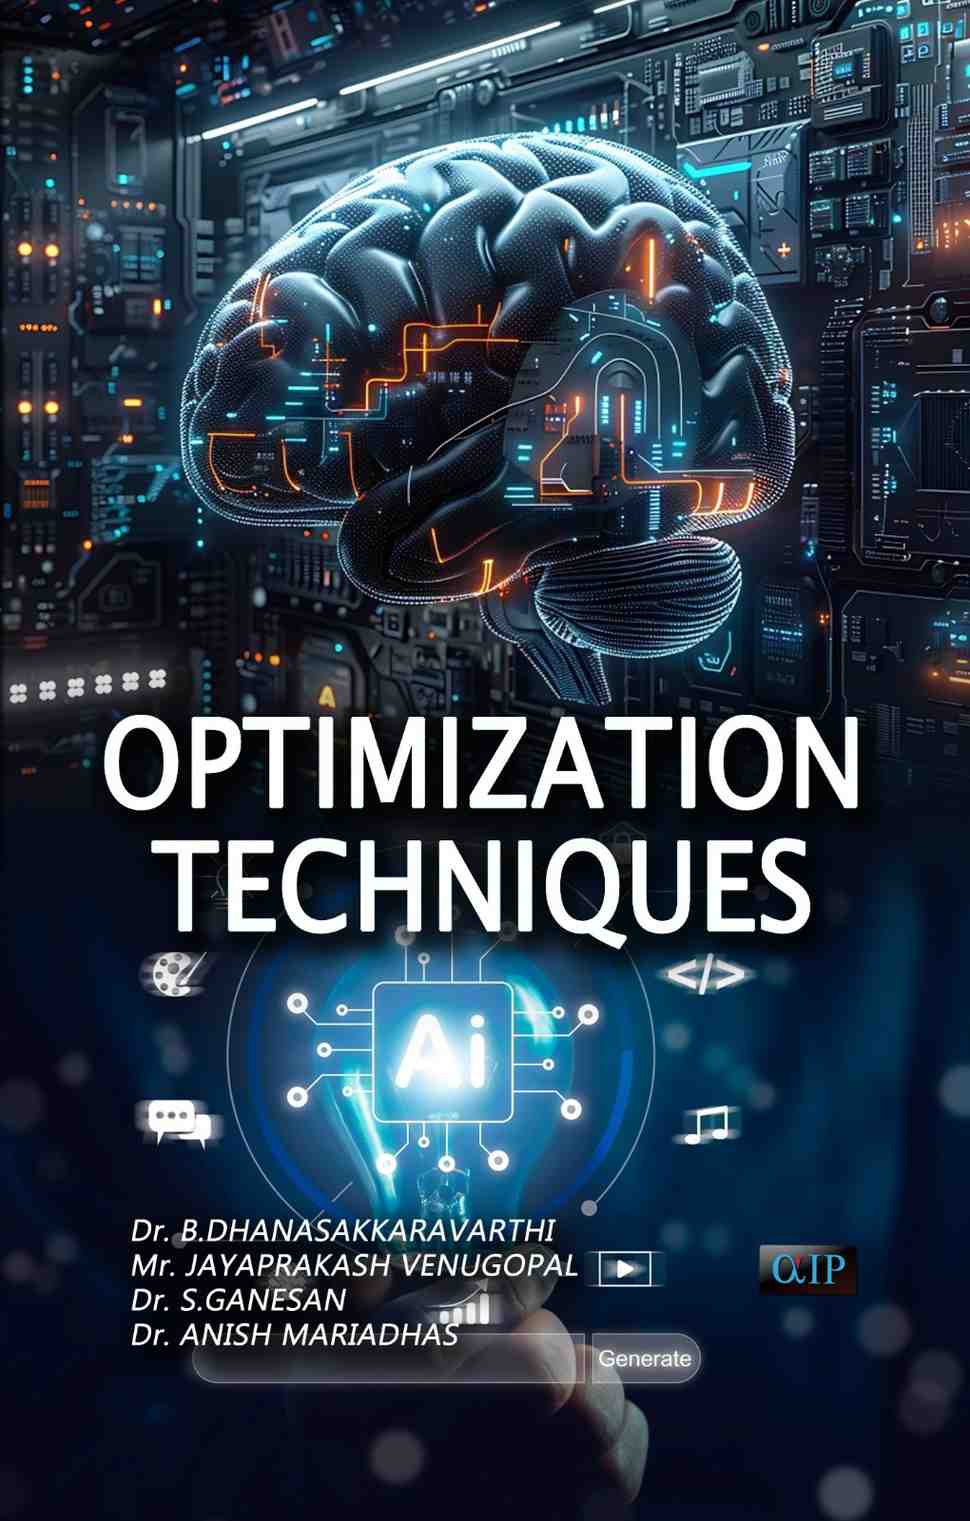 OPTIMIZATION
TECHNIQUES
Ai
Dr. B.DHANASAKKARAVARTHI
Mr. JAYAPRAKASH VENUGOPAL
Dr. S.GANESAN
Dr. ANISH MARIADHAS
αIP
Generate